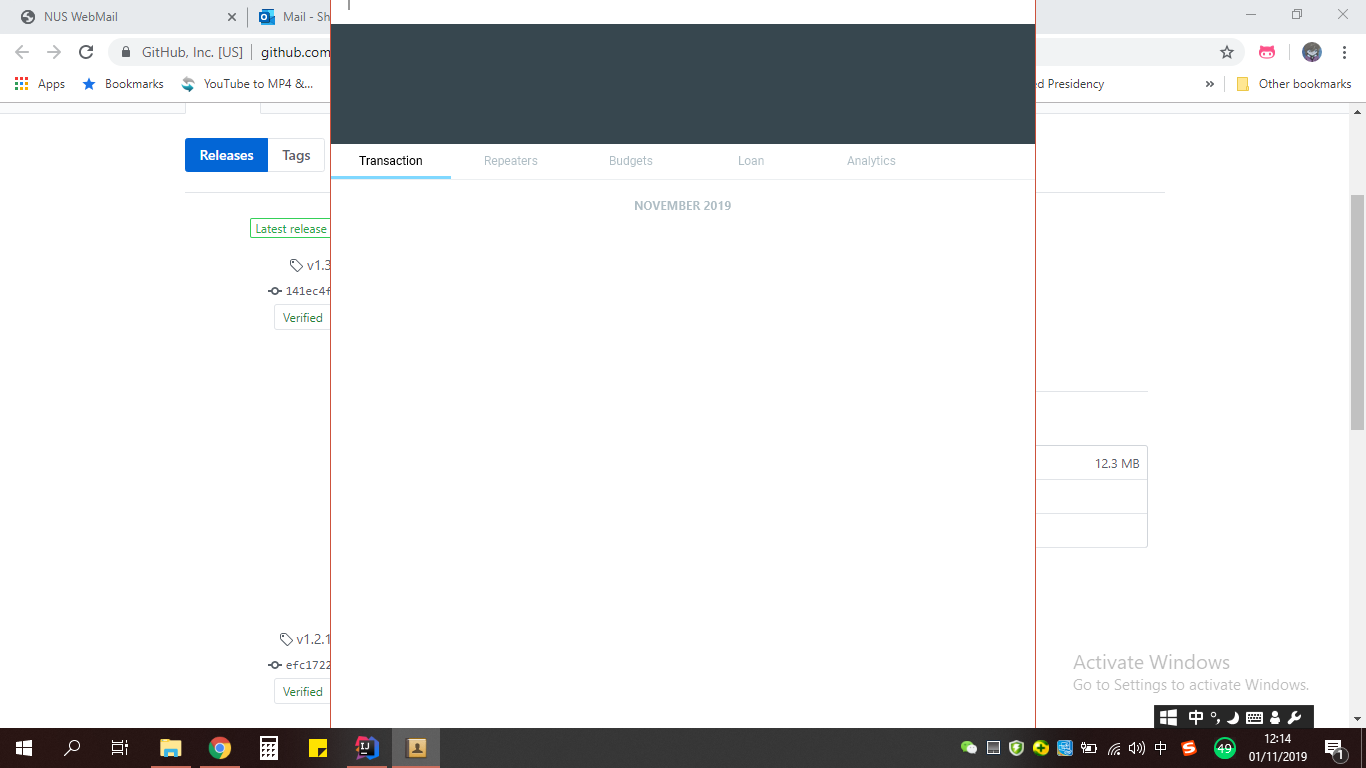 NUS WebMail
Mail - Sh
GitHub, Inc. [US]
github.com
Apps
Bookmarks
YouTube to MP4 &...
ed Presidency
»
Other bookmarks
Releases
Tags
Transaction
Repeaters
Budgets
Loan
Analytics
NOVEMBER 2019
Latest release
v1.3
141ec4f
Verified
12.3 MB
v1.2.1
efc1722
Verified
Activate Windows
Go to Settings to activate Windows.
中 °,
IJ
中
S
49
12:14
01/11/2019
1